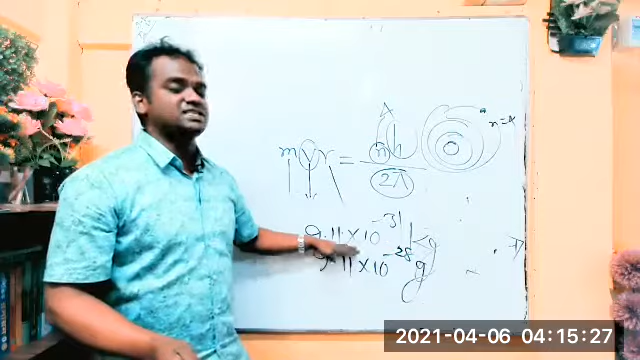 mvr = nh / 2π
4
n=4
9.11×10⁻³¹ kg
9.11×10⁻²⁸ g
2021-04-06 04:15:27